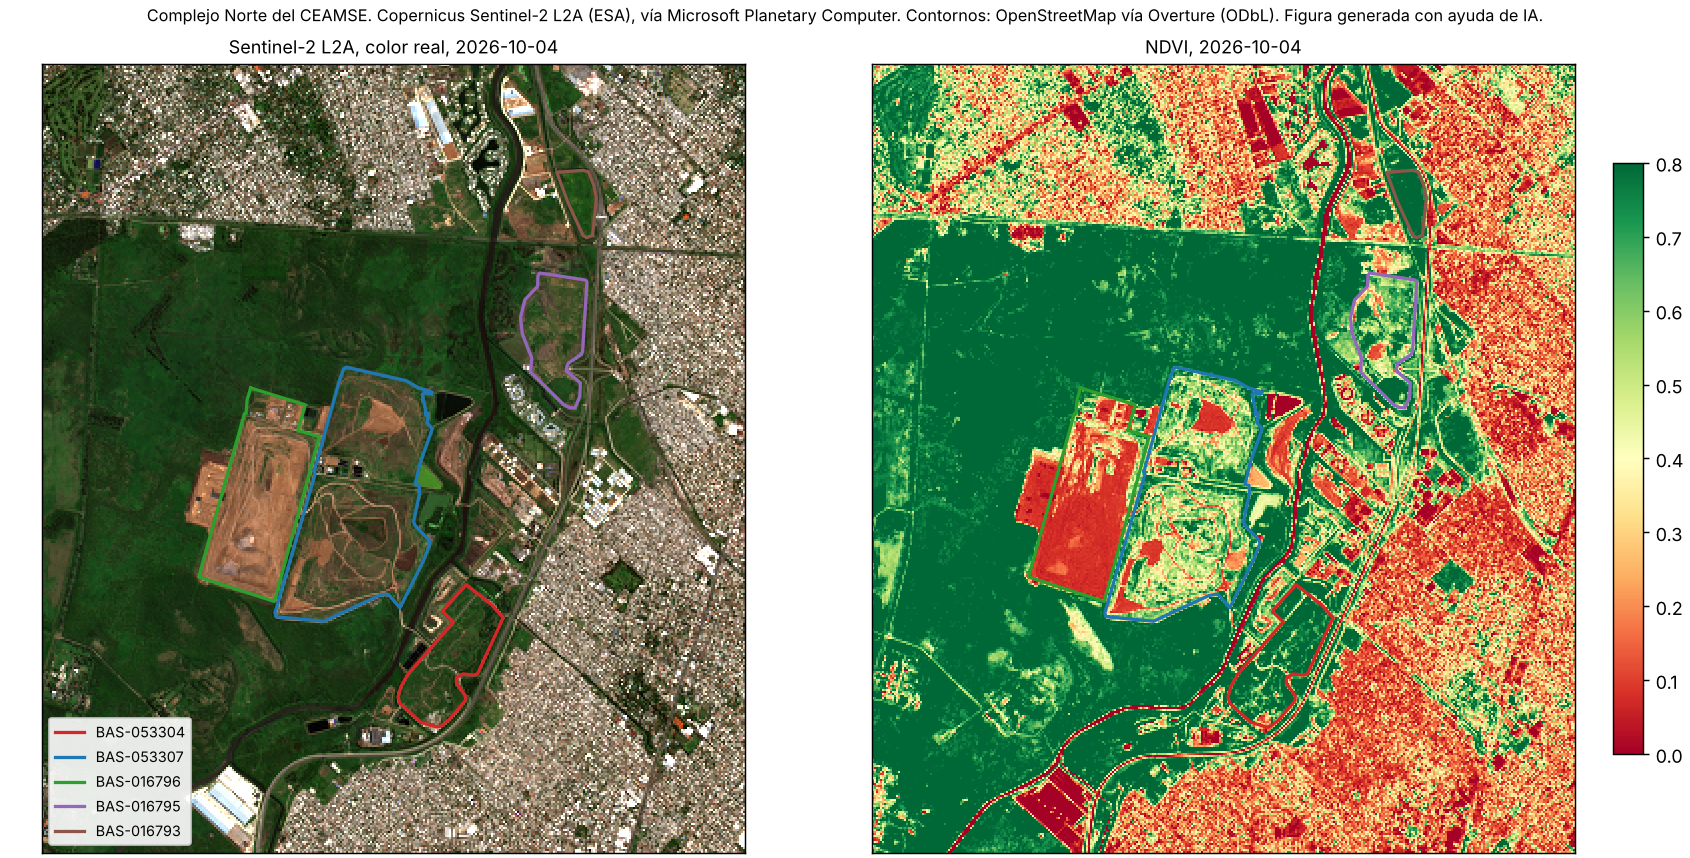 Complejo Norte del CEAMSE. Copernicus Sentinel-2 L2A (ESA), vía Microsoft Planetary Computer. Contornos: OpenStreetMap vía Overture (ODbL). Figura generada con ayuda de IA.
Sentinel-2 L2A, color real, 2026-10-04
NDVI, 2026-10-04
BAS-053304
BAS-053307
BAS-016796
BAS-016795
BAS-016793
0.8
0.7
0.6
0.5
0.4
0.3
0.2
0.1
0.0